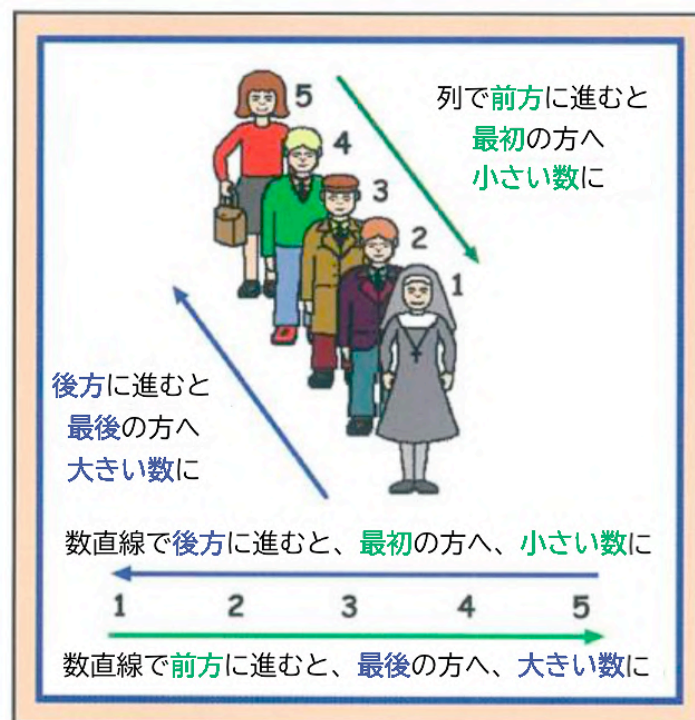 5
列で前方に進むと
4
最初の方へ
3
小さい数に
2
1
後方に進むと
最後の方へ
大きい数に
数直線で後方に進むと、最初の方へ、小さい数に
1 2 3 4 5
数直線で前方に進むと、最後の方へ、大きい数に